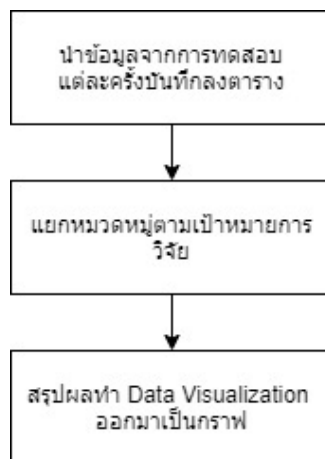 นำข้อมูลจากการทดสอบ
แต่ละครั้งบันทึกลงตาราง
แยกหมวดหมู่ตามเป้าหมายการ
วิจัย
สรุปผลทำ Data Visualization
ออกมาเป็นกราฟ